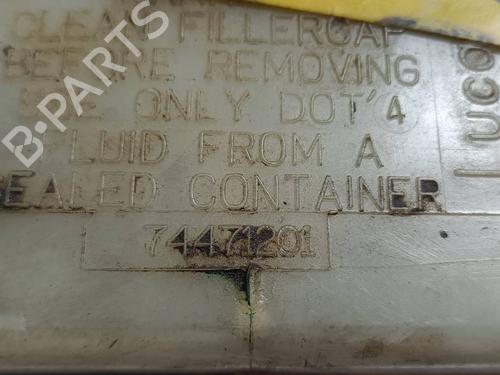 CLEAN FILLERCAP
BEFORE REMOVING
USE ONLY DOT'4
FLUID FROM A
SEALED CONTAINER
74471201
B-PARTS